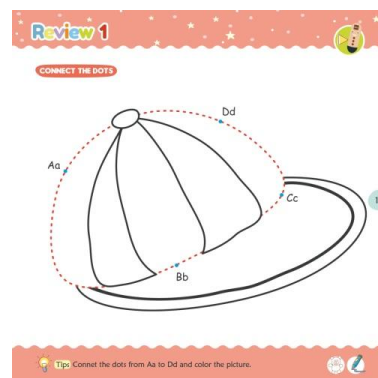 Review 1
CONNECT THE DOTS
Dd
Aa
Cc
Bb
Tips Connet the dots from Aa to Dd and color the picture.